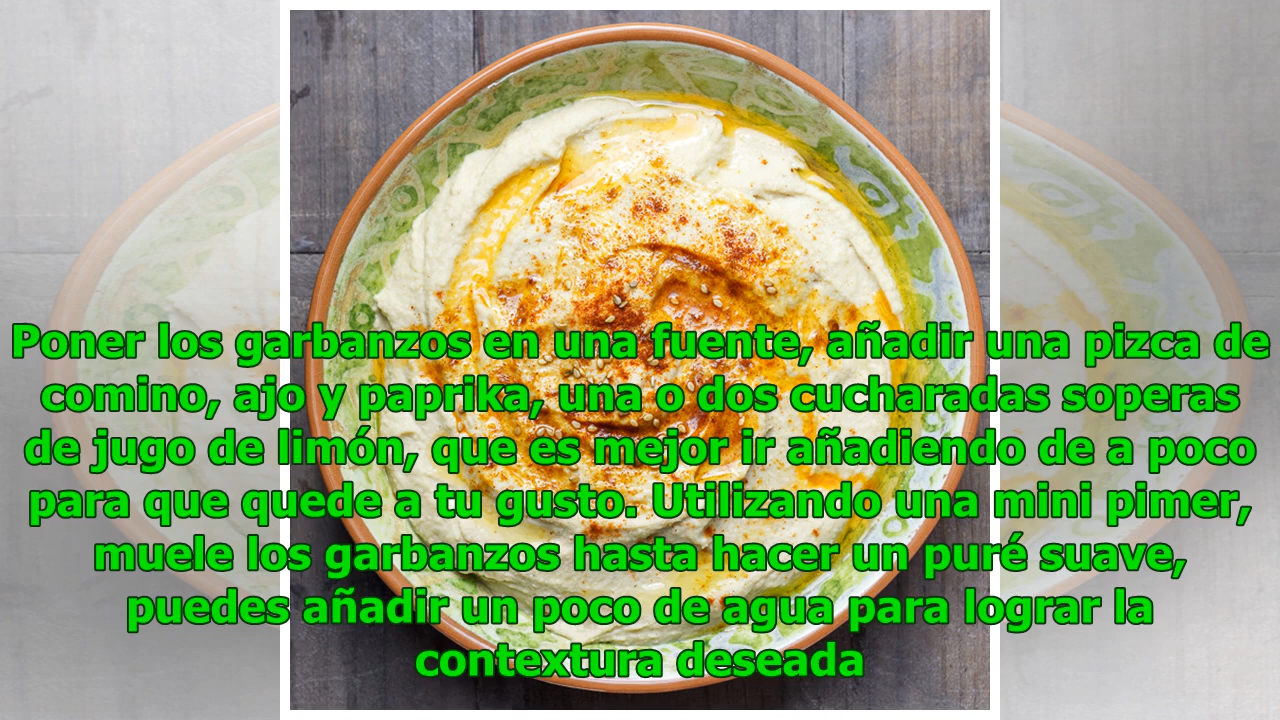 Poner los garbanzos en una fuente, añadir una pizca de
comino, ajo y paprika, una o dos cucharadas soperas
de jugo de limón, que es mejor ir añadiendo de a poco
para que quede a tu gusto. Utilizando una mini pimer,
muele los garbanzos hasta hacer un puré suave,
puedes añadir un poco de agua para lograr la
contextura deseada